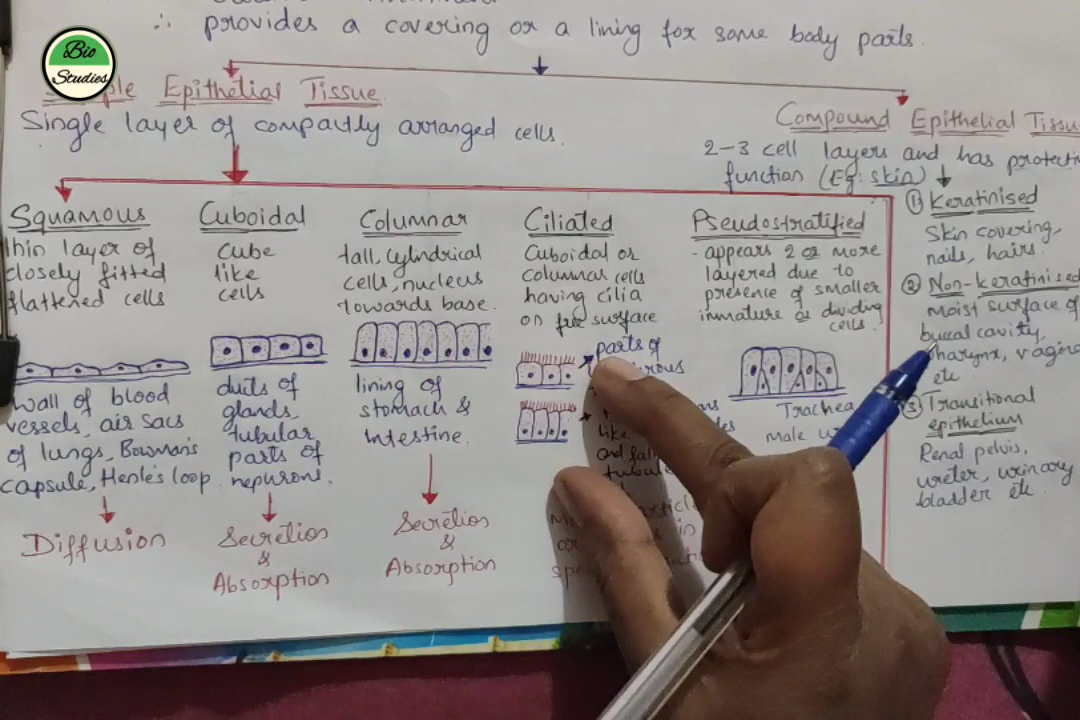 ∴ provides a covering or a lining for some body parts.
Bio
Studies
Epithelial Tissue
Single layer of compactly arranged cells.
Compound Epithelial Tissu
2-3 cell layers and has protecti
function (Eg: skin)
Squamous
thin layer of
closely fitted
flattened cells
wall of blood
vessels, air sacs
of lungs, Bowman's
capsule, Henle's loop
Diffusion
Cuboidal
Cube
like
cells
ducts of
glands,
tubular
parts of
nephrons.
Secretion
&
Absorption
Columnar
tall, cylindrical
cells, nucleus
towards base.
lining of
stomach &
Intestine.
Secretion
&
Absorption
Ciliated
Cuboidal or
columnar cells
having cilia
on free surface
parts of
like
and
Pseudostratified
- appears 2 or more
layered due to
presence of smaller
immature or dividing
cells.
Trachea
male
① Keratinised
Skin covering,
nails, hairs.
② Non-keratinised
moist surface of
buccal cavity,
pharynx, vagina
etc
③ Transitional
epithelium
Renal pelvis,
ureter, urinary
bladder etc